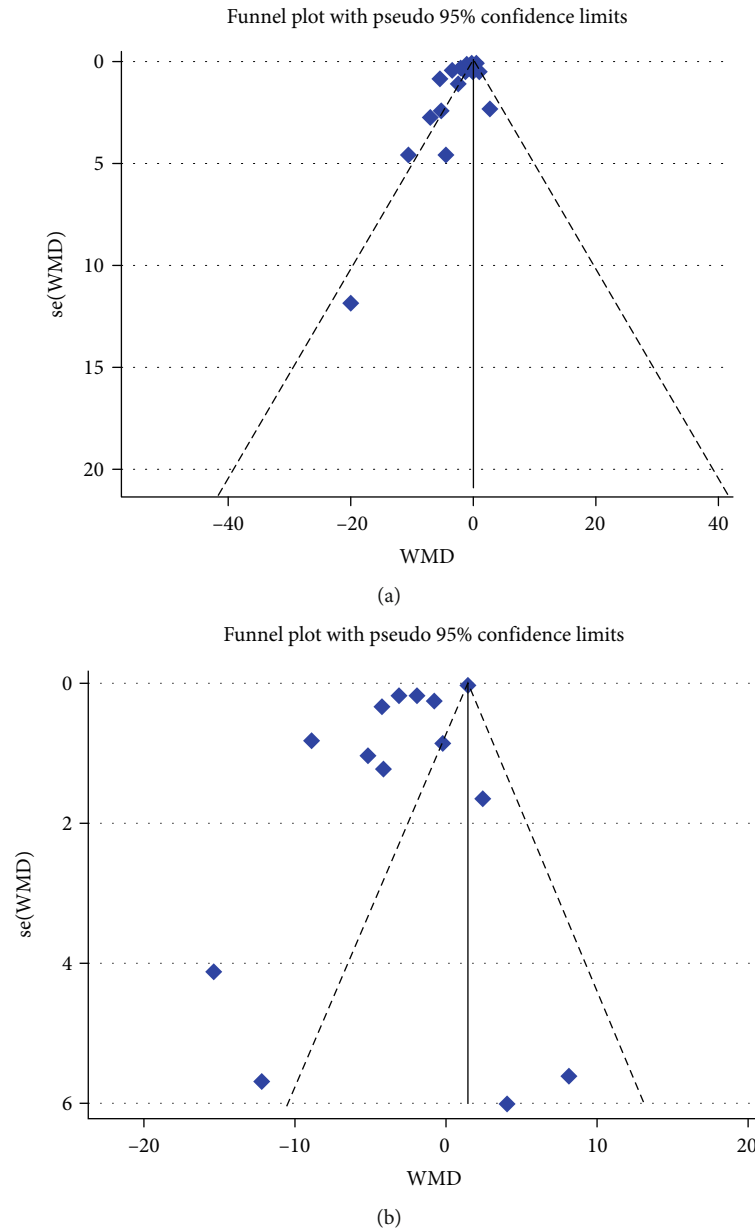 Funnel plot with pseudo 95% confidence limits
0
5
10
15
20
se(WMD)
–40
–20
0
20
40
WMD
(a)
Funnel plot with pseudo 95% confidence limits
0
2
4
6
se(WMD)
–20
–10
0
10
20
WMD
(b)